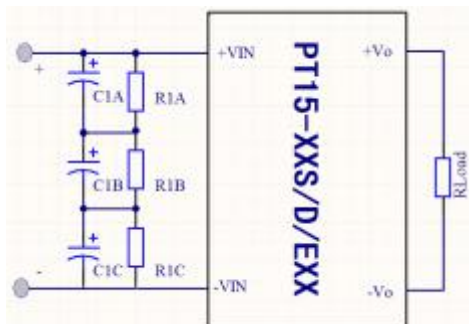 +VIN
+Vo
+
+
C1A
R1A
PT15-XXS/D/EXX
+
C1B
R1B
RLoad
+
C1C
R1C
-
-VIN
-Vo